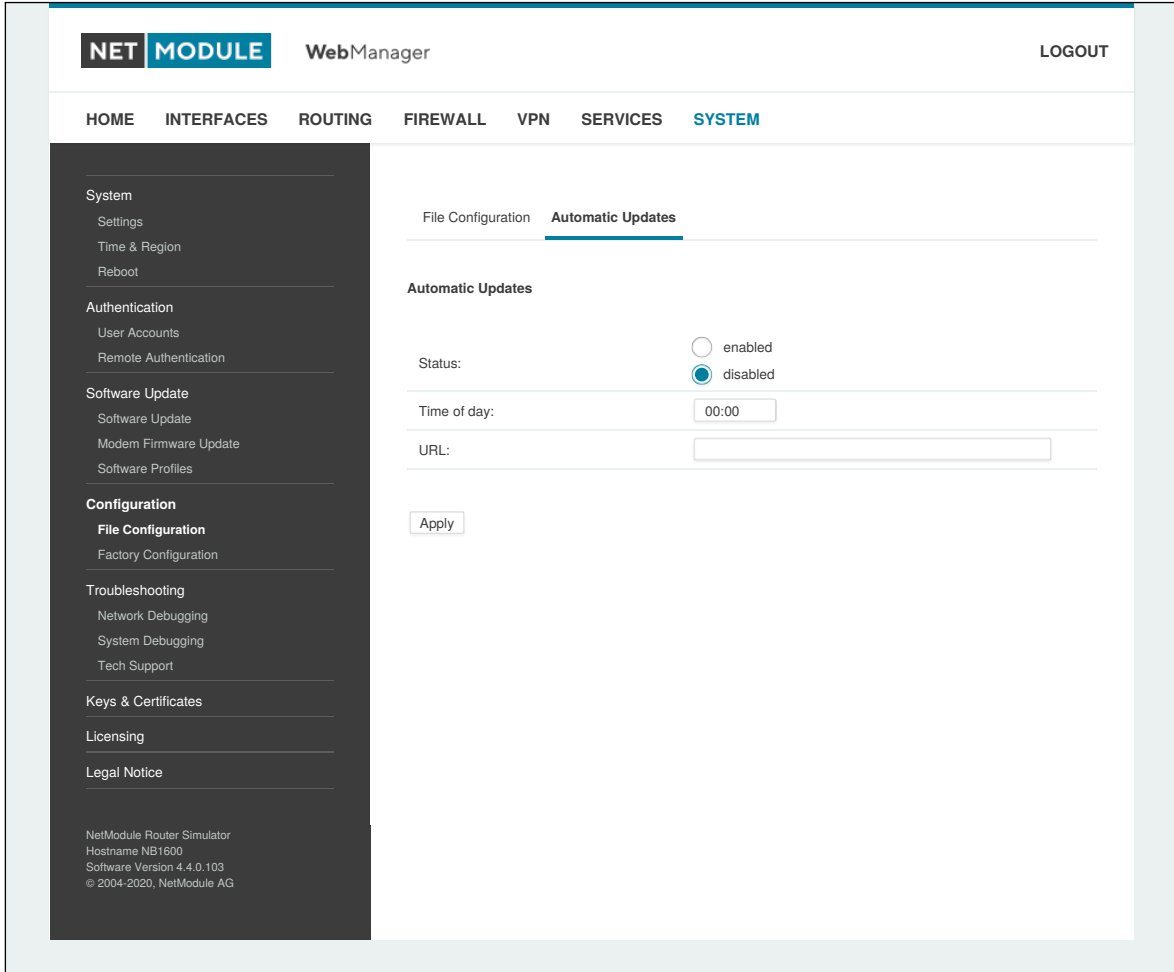 NET MODULE WebManager LOGOUT
HOME INTERFACES ROUTING FIREWALL VPN SERVICES SYSTEM
System
Settings
Time & Region
Reboot
Authentication
User Accounts
Remote Authentication
Software Update
Software Update
Modem Firmware Update
Software Profiles
Configuration
File Configuration
Factory Configuration
Troubleshooting
Network Debugging
System Debugging
Tech Support
Keys & Certificates
Licensing
Legal Notice
NetModule Router Simulator
Hostname NB1600
Software Version 4.4.0.103
© 2004-2020, NetModule AG
File Configuration Automatic Updates
Automatic Updates
Status:
enabled
disabled
Time of day: 00:00
URL:
Apply